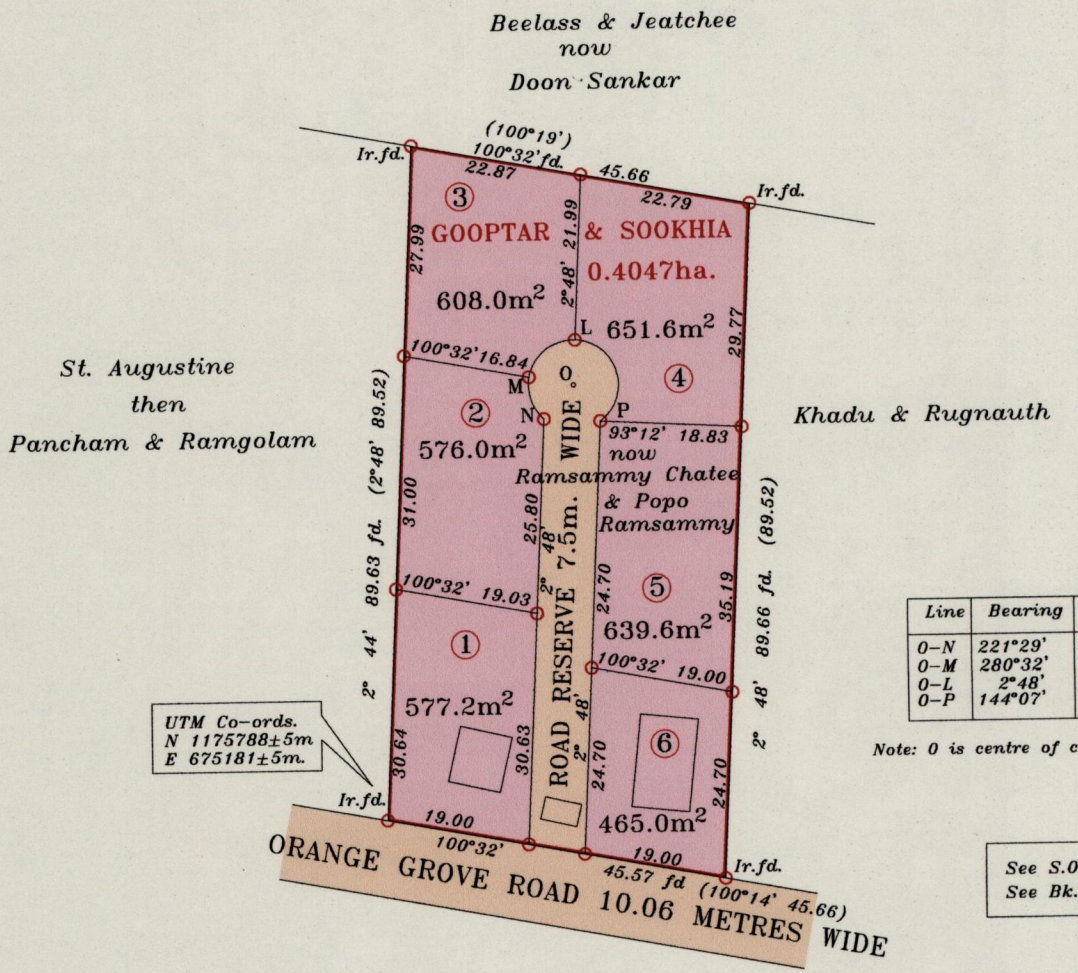 Beelass & Jeatchee
now
Doon Sankar
(100°19')
100°32' fd. 45.66
Ir.fd.
22.87
22.79
Ir.fd.
③
GOOPTAR & SOOKHIA
0.4047ha.
27.99
21.99
2°48'
608.0m²
L
651.6m²
29.77
④
St. Augustine
then
Pancham & Ramgolam
Khadu & Rugnauth
100°32' 16.84
M
O
N
P
②
576.0m²
93°12' 18.83
now
Ramsammy Chatee
& Popo
Ramsammy
2° 44' 89.63 fd. (2°48' 89.52)
31.00
25.80
2° 48'
ROAD RESERVE 7.5m. WIDE
24.70
⑤
639.6m²
35.19
2° 48' 89.66 fd. (89.52)
100°32' 19.03
100°32' 19.00
①
577.2m²
30.64
30.63
2° 48'
24.70
⑥
465.0m²
24.70
UTM Co-ords.
N 1175788±5m
E 675181±5m.
Ir.fd.
19.00
100°32'
19.00
45.57 fd (100°14' 45.66)
Ir.fd.
ORANGE GROVE ROAD 10.06 METRES WIDE
Line Bearing
O-N 221°29'
O-M 280°32'
O-L 2°48'
O-P 144°07'
Note: O is centre of c
See S.O
See Bk.